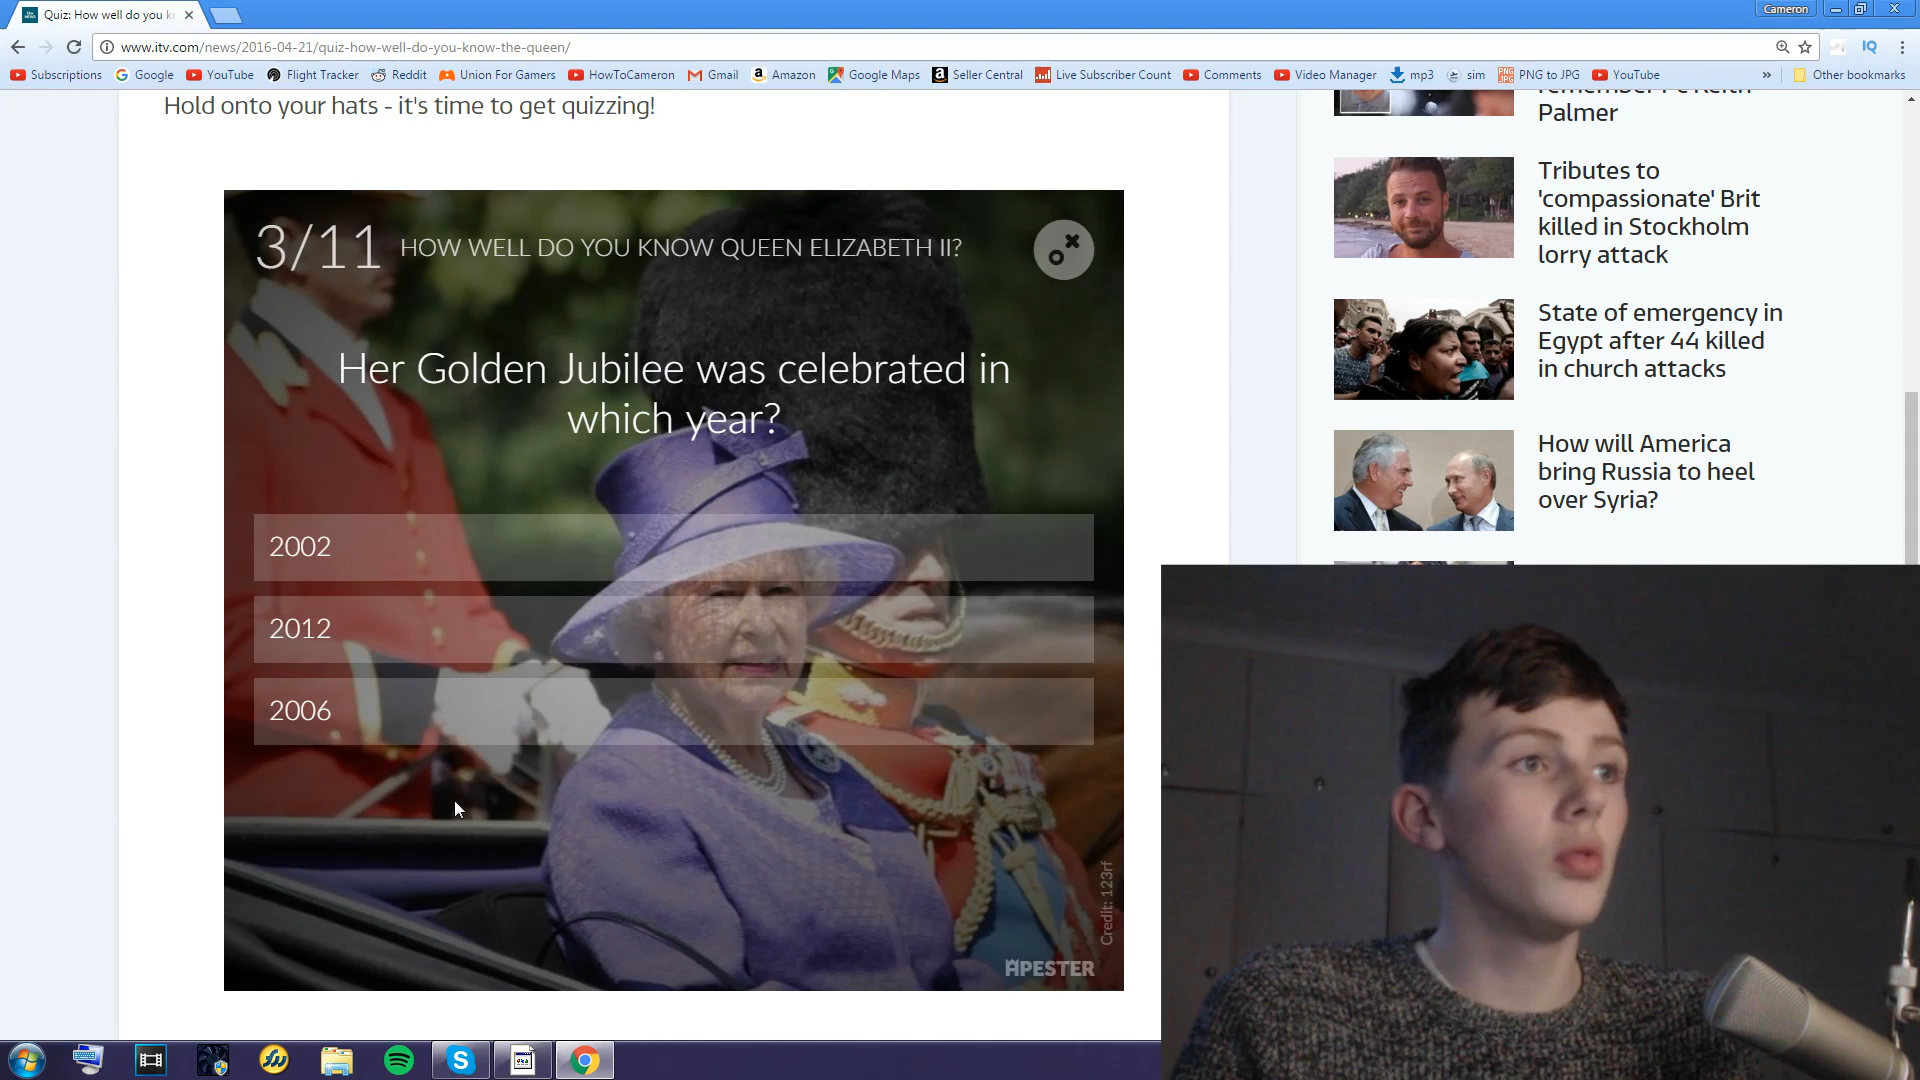 Quiz: How well do you kn
Cameron
www.itv.com/news/2016-04-21/quiz-how-well-do-you-know-the-queen/
IQ
Subscriptions
Google
YouTube
Flight Tracker
Reddit
Union For Gamers
HowToCameron
Gmail
Amazon
Google Maps
Seller Central
Live Subscriber Count
Comments
Video Manager
mp3
sim
PNG to JPG
YouTube
»
Other bookmarks
Hold onto your hats - it's time to get quizzing!
3/11
HOW WELL DO YOU KNOW QUEEN ELIZABETH II?
Her Golden Jubilee was celebrated in
which year?
2002
2012
2006
Credit: 123rf
APESTER
Palmer
Tributes to
'compassionate' Brit
killed in Stockholm
lorry attack
State of emergency in
Egypt after 44 killed
in church attacks
How will America
bring Russia to heel
over Syria?